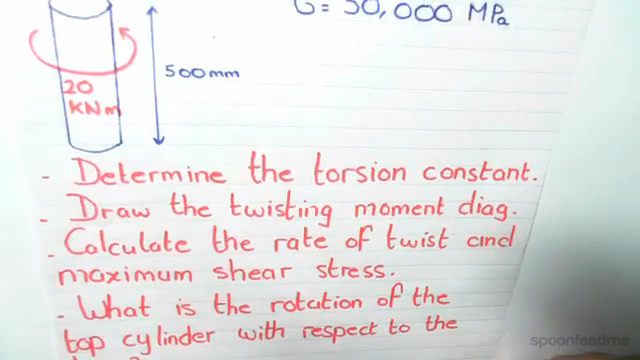 G = 30,000 MPa
500mm
20
KNm
- Determine the torsion constant.
- Draw the twisting moment diag.
- Calculate the rate of twist and
maximum shear stress.
- What is the rotation of the
top cylinder with respect to the
spoonfeedme